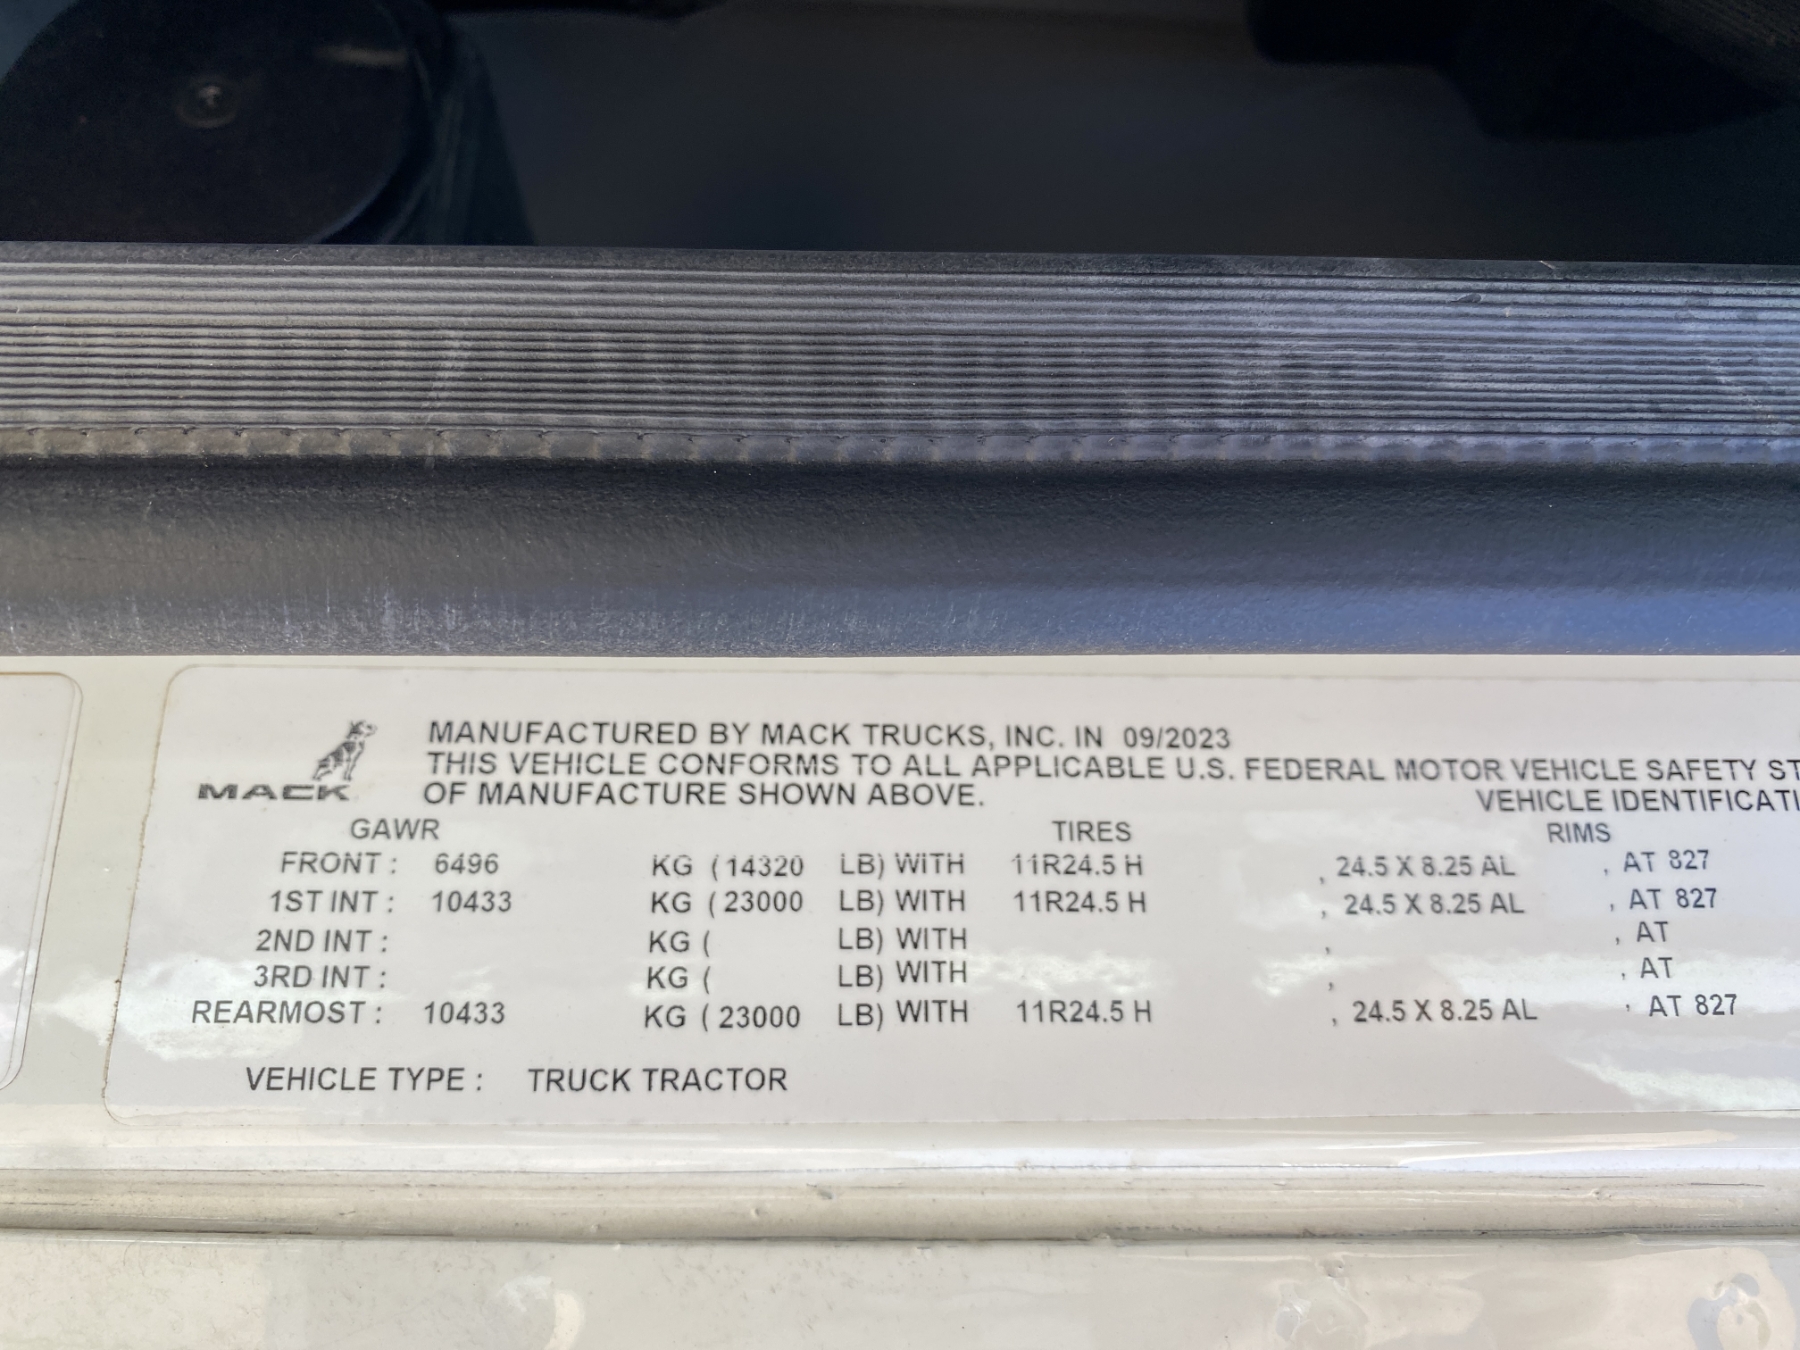 MACK
MANUFACTURED BY MACK TRUCKS, INC. IN 09/2023
THIS VEHICLE CONFORMS TO ALL APPLICABLE U.S. FEDERAL MOTOR VEHICLE SAFETY ST
OF MANUFACTURE SHOWN ABOVE.
VEHICLE IDENTIFICATI
GAWR TIRES RIMS
FRONT : 6496 KG ( 14320 LB) WITH 11R24.5 H , 24.5 X 8.25 AL , AT 827
1ST INT : 10433 KG ( 23000 LB) WITH 11R24.5 H , 24.5 X 8.25 AL , AT 827
2ND INT : KG ( LB) WITH , , AT
3RD INT : KG ( LB) WITH , , AT
REARMOST : 10433 KG ( 23000 LB) WITH 11R24.5 H , 24.5 X 8.25 AL , AT 827
VEHICLE TYPE : TRUCK TRACTOR